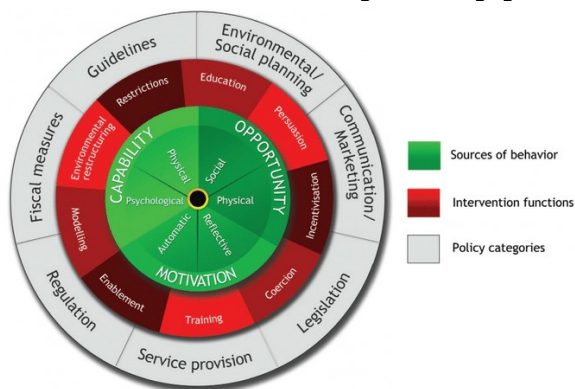 Guidelines
Environmental/
Social planning
Communication/
Marketing
Legislation
Service provision
Regulation
Fiscal measures
Restrictions
Education
Persuasion
Incentivisation
Coercion
Training
Enablement
Modelling
Environmental
restructuring
CAPABILITY
OPPORTUNITY
MOTIVATION
Physical
Social
Physical
Reflective
Automatic
Psychological
Sources of behavior
Intervention functions
Policy categories